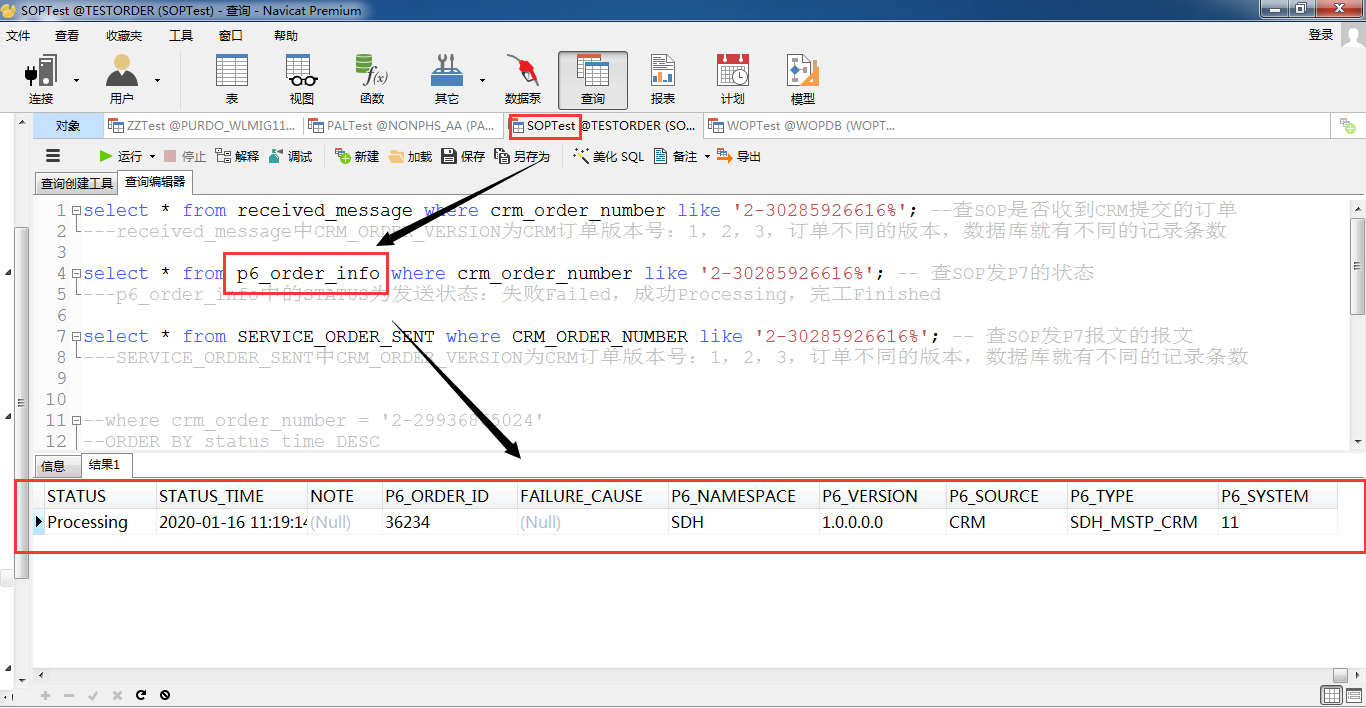 SOPTest @TESTORDER (SOPTest) - 查询 - Navicat Premium
文件 查看 收藏夹 工具 窗口 帮助 登录
连接 用户 表 视图 函数 其它 数据泵 查询 报表 计划 模型
对象 ZZTest @PURDO_WLMIG11... PALTest @NONPHS_AA (PA... SOPTest @TESTORDER (SO... WOPTest @WOPDB (WOPT...
运行 停止 解释 调试 新建 加载 保存 另存为 美化 SQL 备注 导出
查询创建工具 查询编辑器
1 select * from received_message where crm_order_number like '2-30285926616%'; --查SOP是否收到CRM提交的订单
2 ---received_message中CRM_ORDER_VERSION为CRM订单版本号: 1, 2, 3, 订单不同的版本, 数据库就有不同的记录条数
3
4 select * from p6_order_info where crm_order_number like '2-30285926616%'; -- 查SOP发P7的状态
5 ---p6_order_info中的STATUS为发送状态: 失败Failed, 成功Processing, 完工Finished
6
7 select * from SERVICE_ORDER_SENT where CRM_ORDER_NUMBER like '2-30285926616%'; -- 查SOP发P7报文的报文
8 ---SERVICE_ORDER_SENT中CRM_ORDER_VERSION为CRM订单版本号: 1, 2, 3, 订单不同的版本, 数据库就有不同的记录条数
9
10
11 --where crm_order_number =
12 --ORDER BY status_time DESC
信息 结果1
STATUS STATUS_TIME NOTE P6_ORDER_ID FAILURE_CAUSE P6_NAMESPACE P6_VERSION P6_SOURCE P6_TYPE P6_SYSTEM
Processing 2020-01-16 11:19:14 (Null) 36234 (Null) SDH 1.0.0.0.0 CRM SDH_MSTP_CRM 11